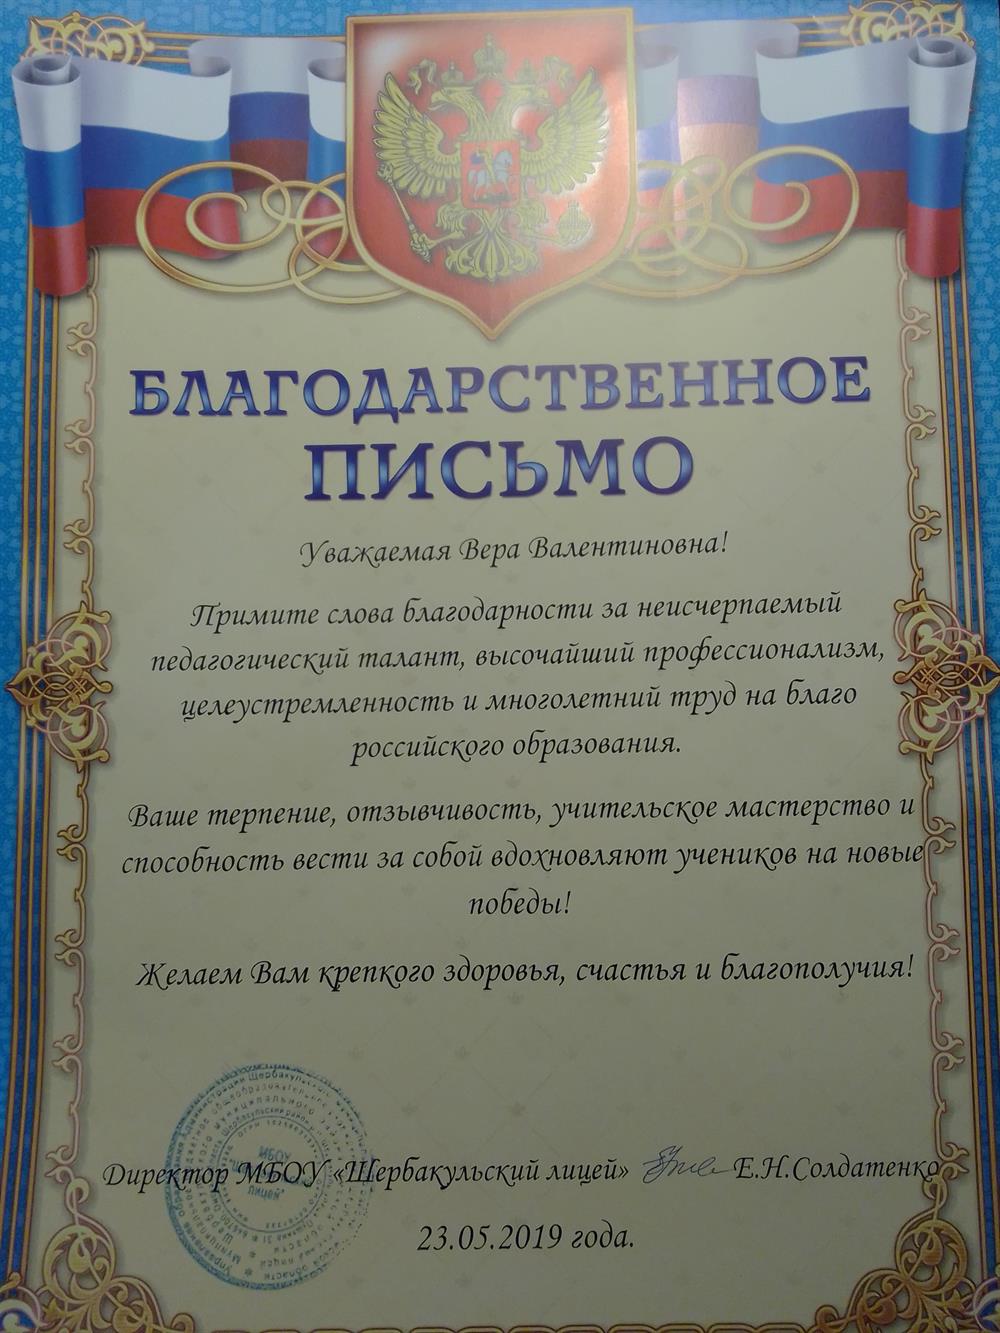 БЛАГОДАРСТВЕННОЕ
ПИСЬМО
Уважаемая Вера Валентиновна!
Примите слова благодарности за неисчерпаемый
педагогический талант, высочайший профессионализм,
целеустремленность и многолетний труд на благо
российского образования.
Ваше терпение, отзывчивость, учительское мастерство и
способность вести за собой вдохновляют учеников на новые
победы!
Желаем Вам крепкого здоровья, счастья и благополучия!
Директор МБОУ «Щербакульский лицей» Е.Н.Солдатенко
23.05.2019 года.